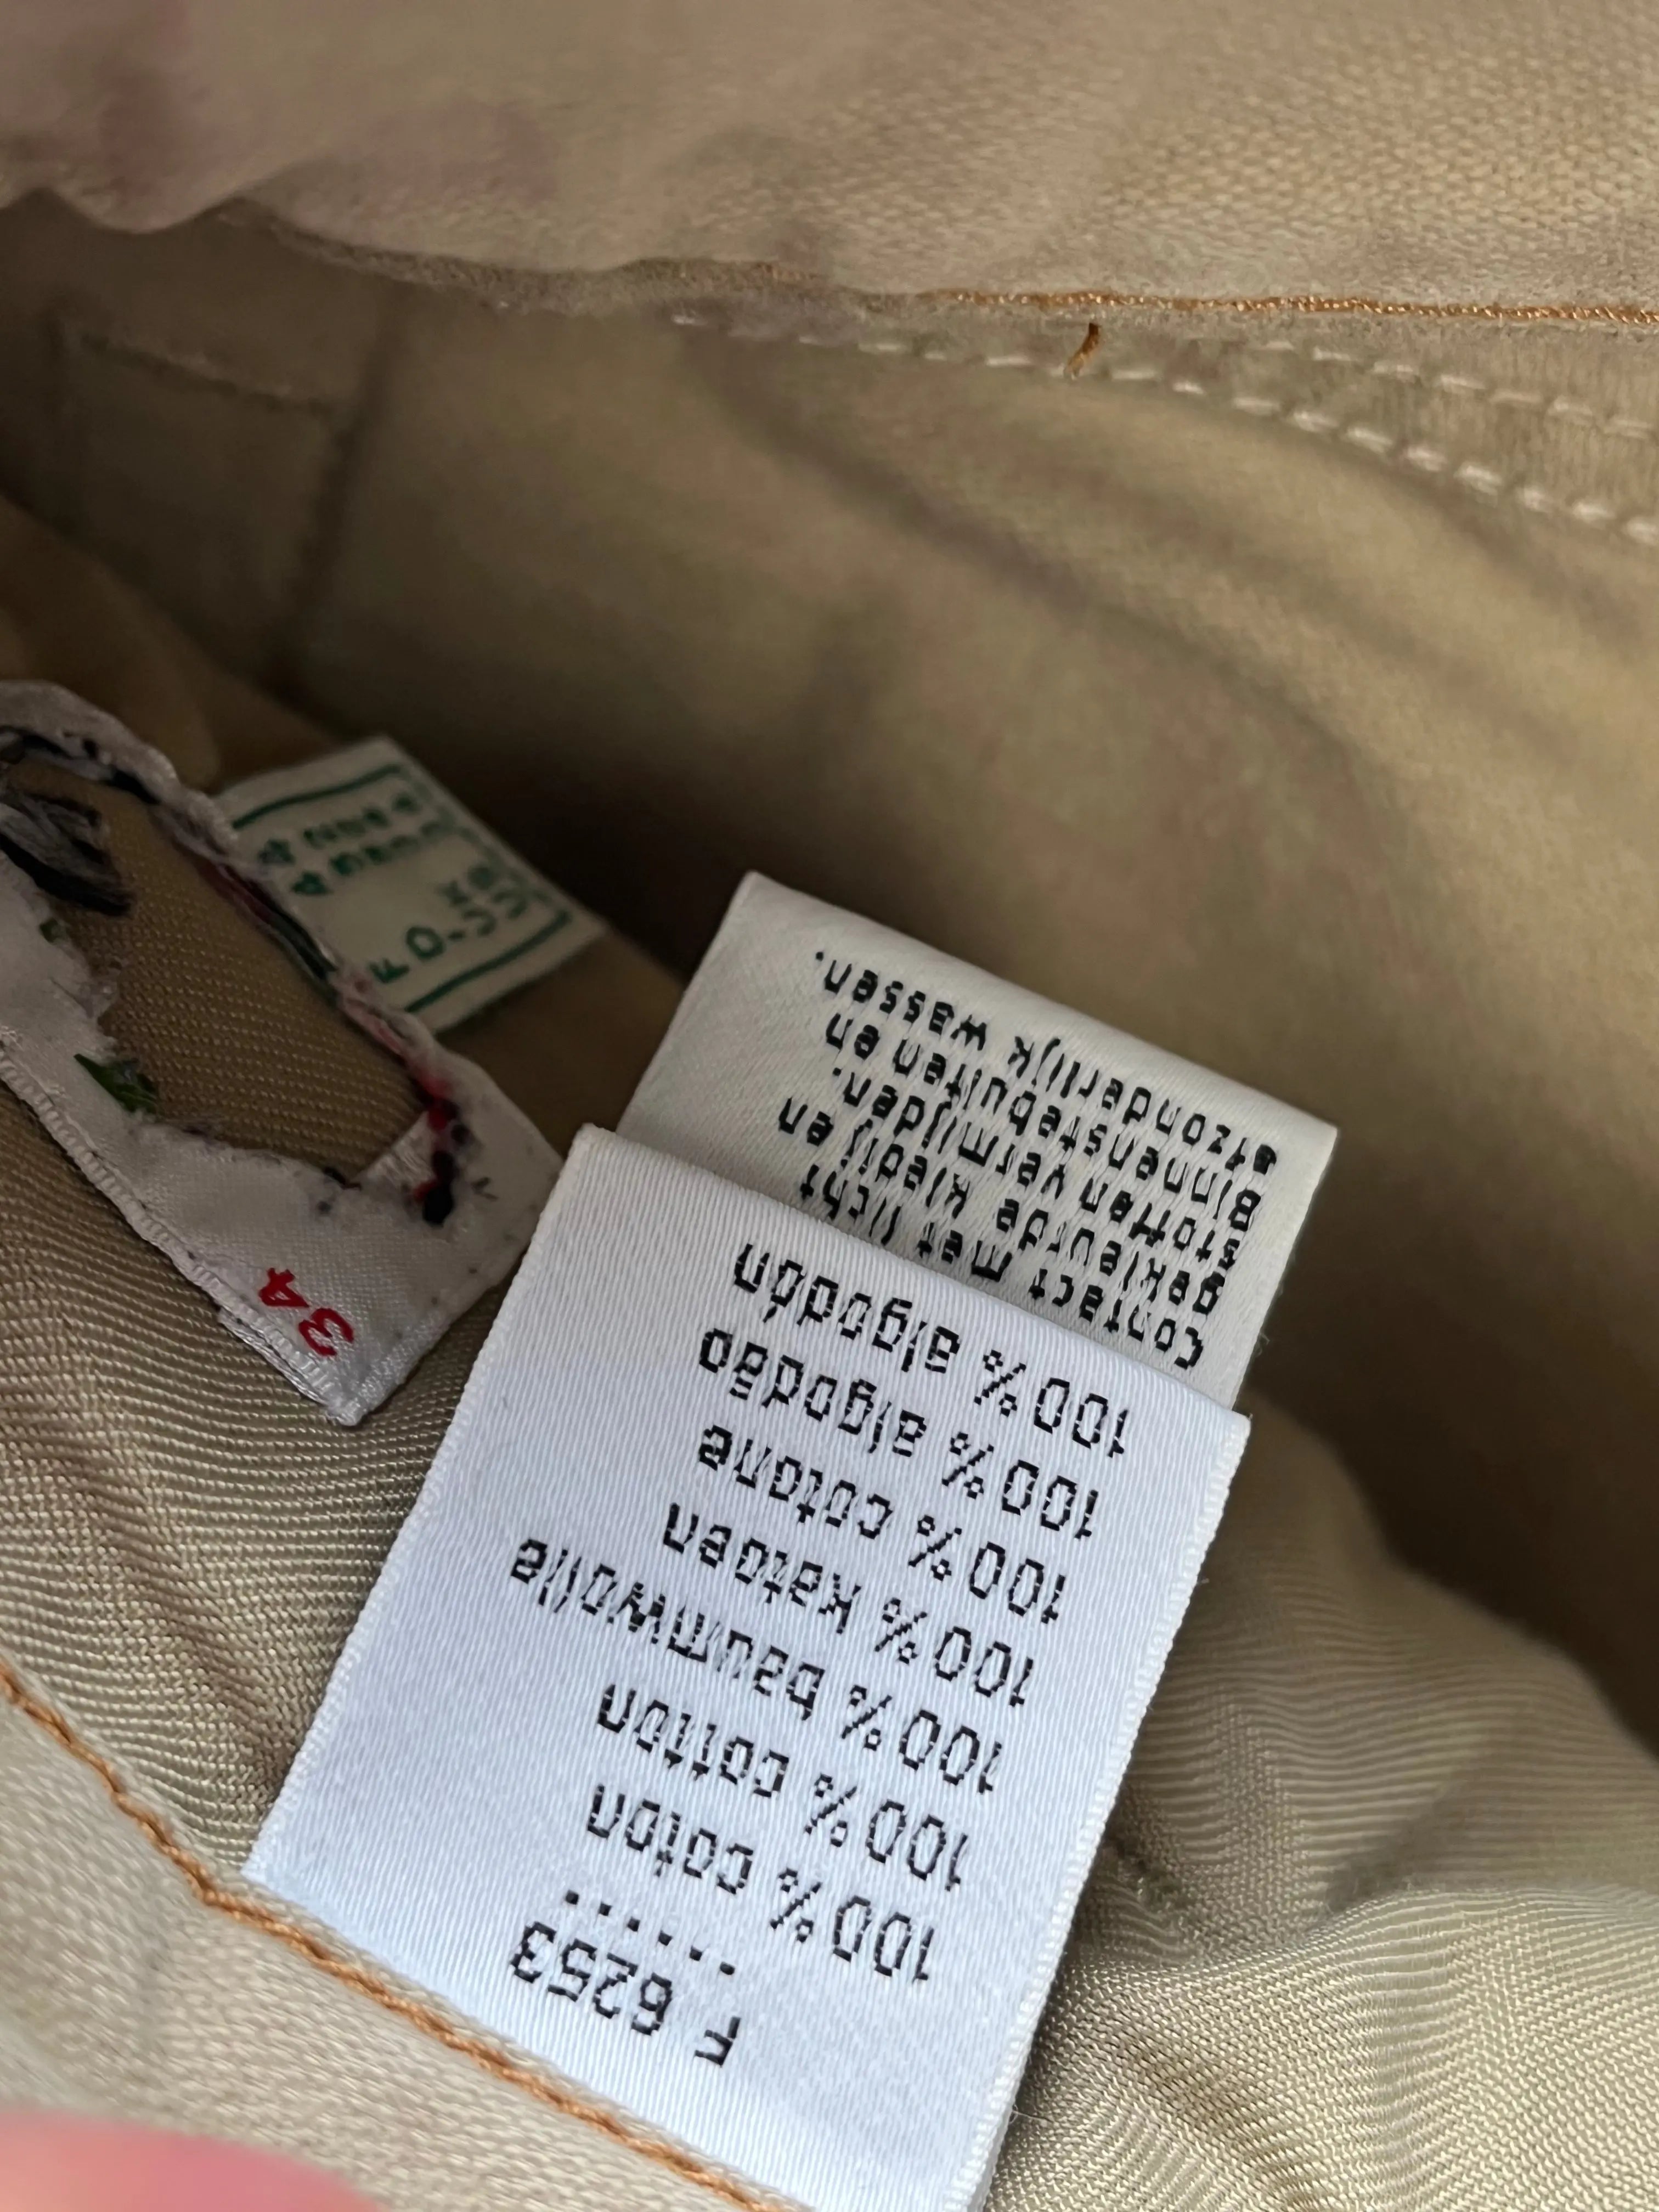 F 6253
......
100% coton
100% cotton
100% baumwolle
100% katoen
100% cotone
100% algodão
100% algodón
Contact met licht
gekleurde kledij en
stoffen vermijden.
Binnenstebuiten en
afzonderlijk wassen.
34
F
D
UK